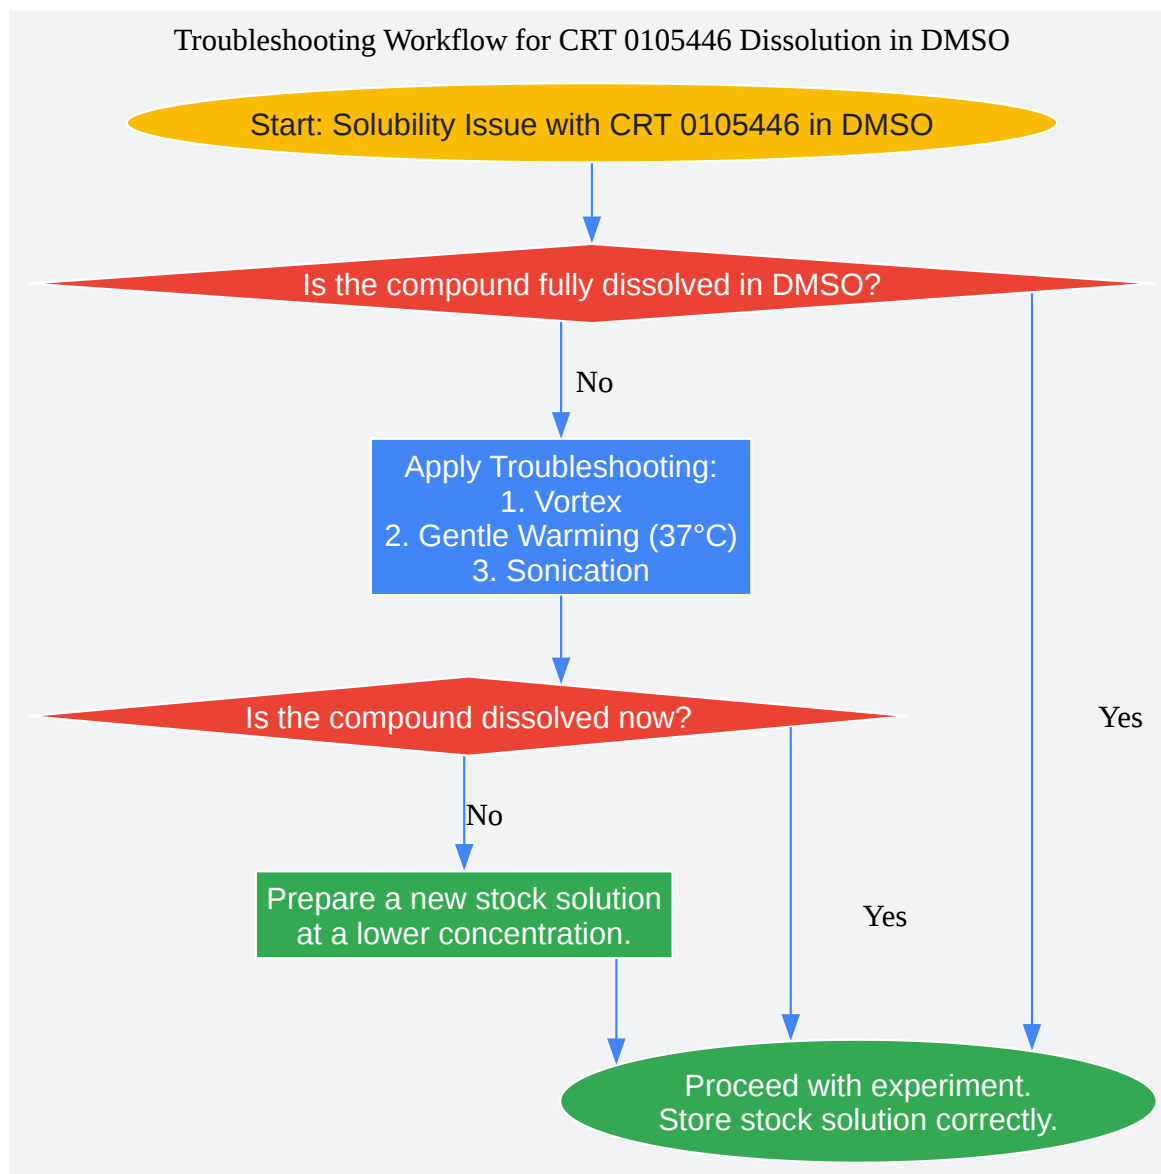 Troubleshooting Workflow for CRT 0105446 Dissolution in DMSO
Start: Solubility Issue with CRT 0105446 in DMSO
Is the compound fully dissolved in DMSO?
No
Apply Troubleshooting:
1. Vortex
2. Gentle Warming (37°C)
3. Sonication
Is the compound dissolved now?
Yes
No
Prepare a new stock solution
at a lower concentration.
Yes
Proceed with experiment.
Store stock solution correctly.